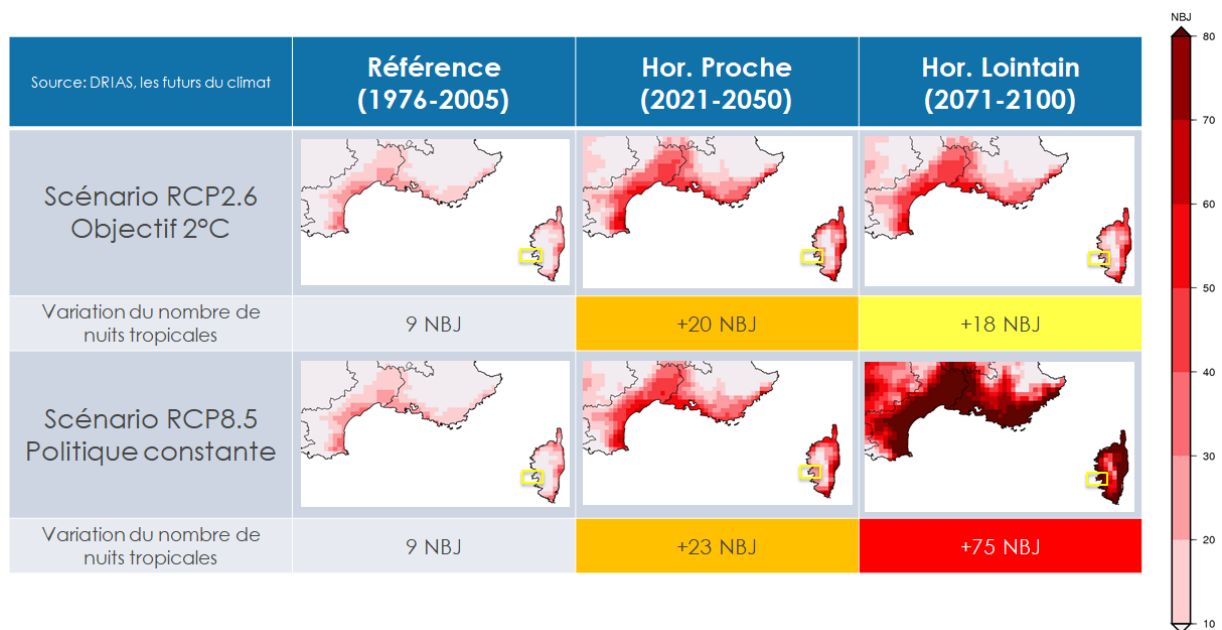 NBJ
80
70
60
50
40
30
20
10
Source: DRIAS, les futurs du climat
Référence
(1976-2005)
Hor. Proche
(2021-2050)
Hor. Lointain
(2071-2100)
Scénario RCP2.6
Objectif 2°C
Variation du nombre de
nuits tropicales
9 NBJ
+20 NBJ
+18 NBJ
Scénario RCP8.5
Politique constante
Variation du nombre de
nuits tropicales
9 NBJ
+23 NBJ
+75 NBJ